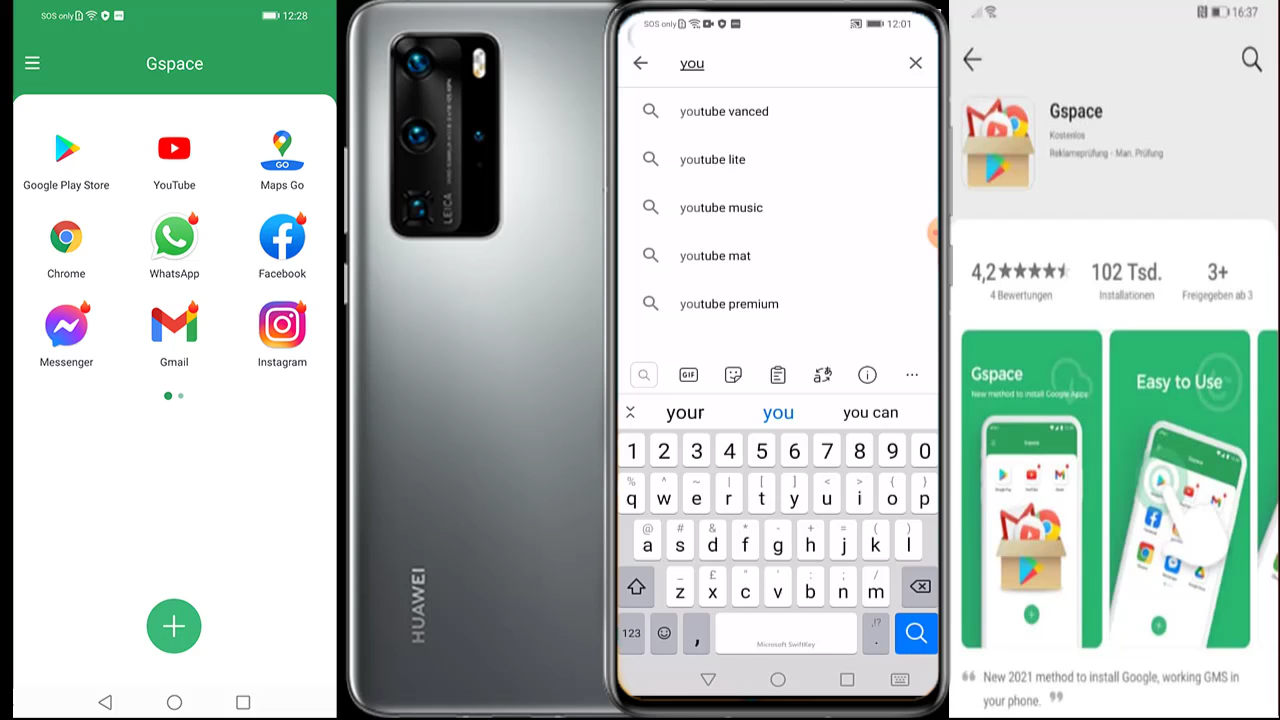 SOS only
12:28
Gspace
Google Play Store
YouTube
GO
Maps Go
Chrome
WhatsApp
Facebook
Messenger
Gmail
Instagram
LEICA
HUAWEI
SOS only
12:01
you
youtube vanced
youtube lite
youtube music
youtube mat
youtube premium
GIF
your you you can
1 2 3 4 5 6 7 8 9 0
% ^ ~ | [ ] < > { }
q w e r t y u i o p
@ # & * - + = ( )
a s d f g h j k l
_ £ " ' : ; /
z x c v b n m
123 , Microsoft SwiftKey ,!? .
16:37
Gspace
Kostenlos
Reklameprüfung · Man. Prüfung
4,2 ★★★★★ 102 Tsd. 3+
4 Bewertungen Installationen Freigegeben ab 3
Gspace
New method to install Google Apps
Easy to Use
❝ New 2021 method to install Google, working GMS in
your phone. ❞